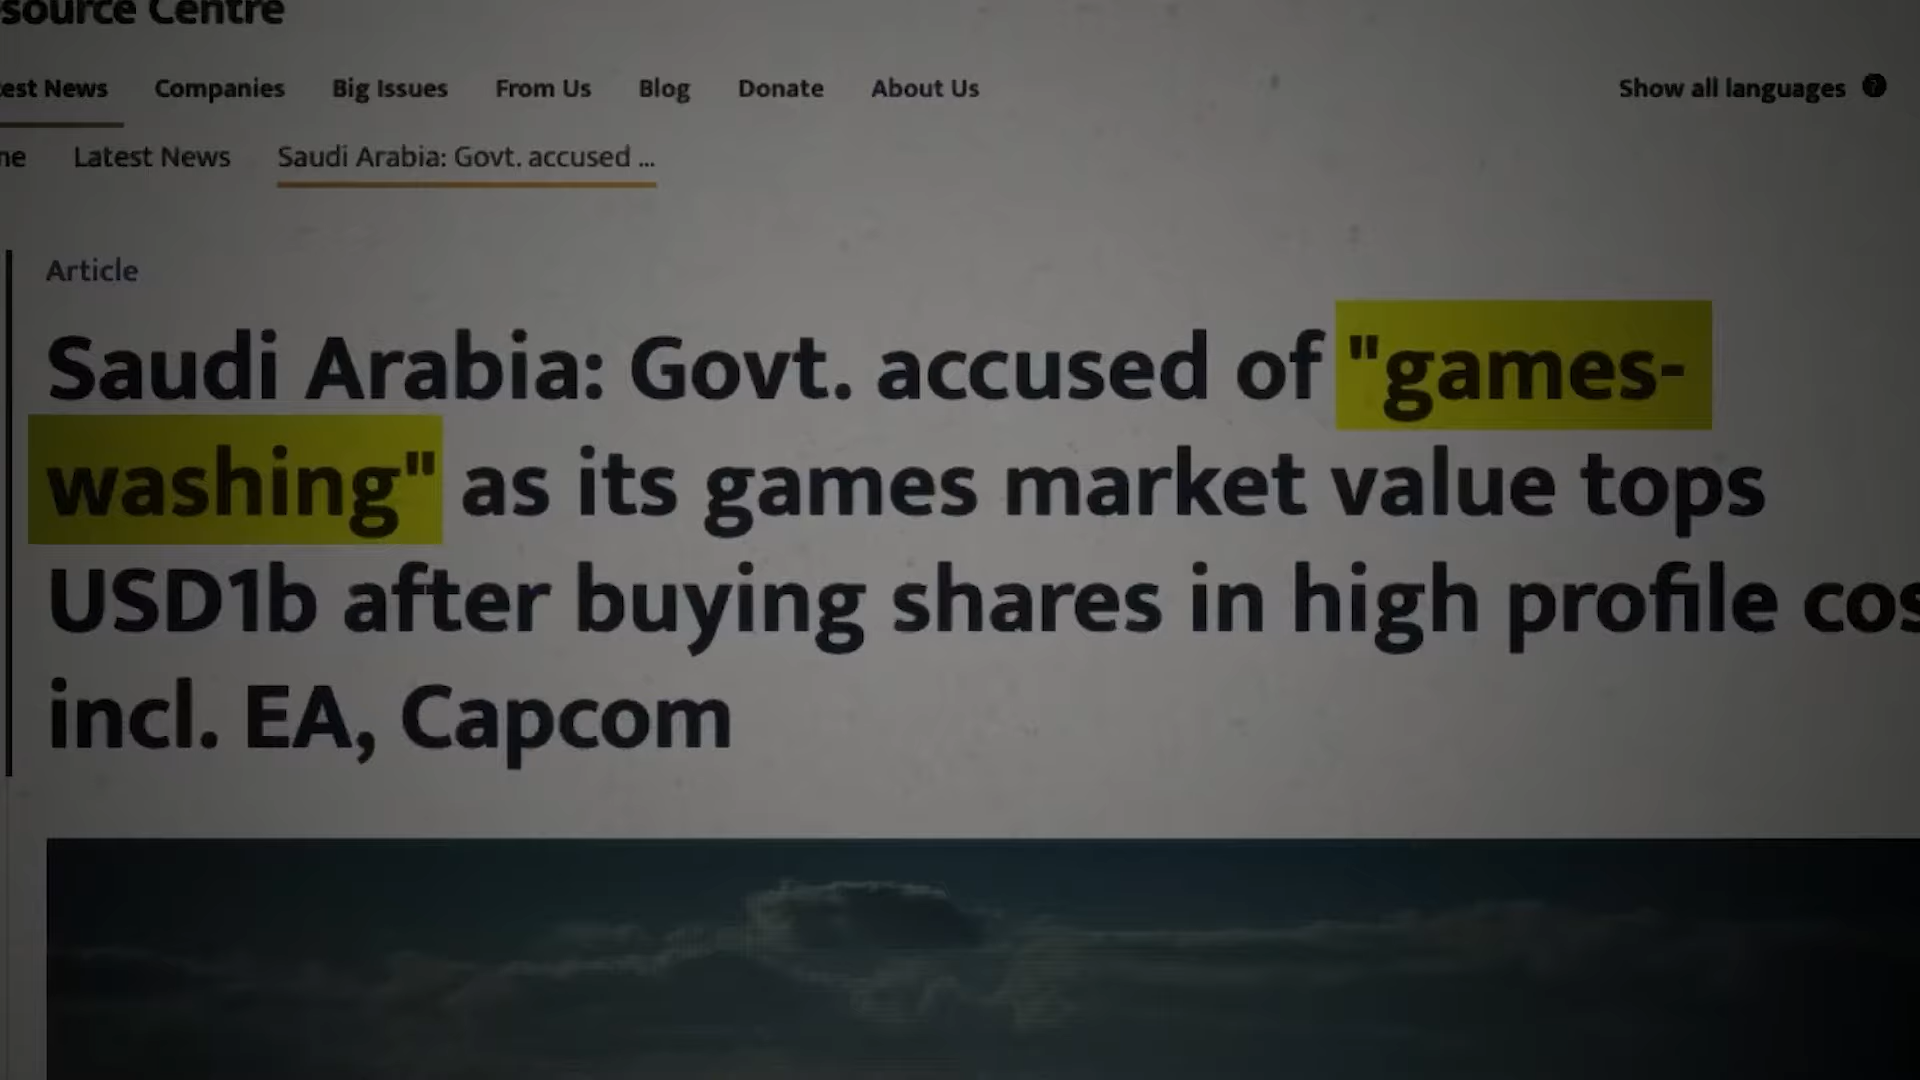 source Centre
est News Companies Big Issues From Us Blog Donate About Us Show all languages ?
ne Latest News Saudi Arabia: Govt. accused ...
Article
Saudi Arabia: Govt. accused of "games-
washing" as its games market value tops
USD1b after buying shares in high profile cos
incl. EA, Capcom